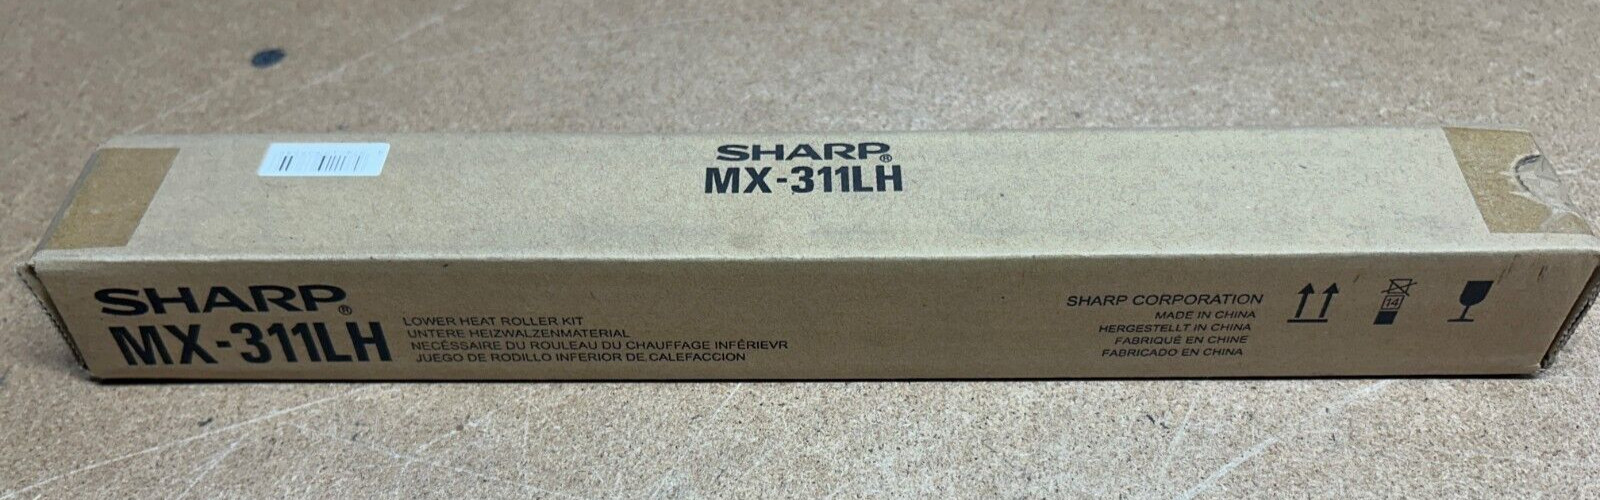 SHARP®
MX-311LH
SHARP®
MX-311LH
LOWER HEAT ROLLER KIT
UNTERE HEIZWALZENMATERIAL
NECÉSSAIRE DU ROULEAU DU CHAUFFAGE INFÉRIEVR
JUEGO DE RODILLO INFERIOR DE CALEFACCION
SHARP CORPORATION
MADE IN CHINA
HERGESTELLT IN CHINA
FABRIQUÉ EN CHINE
FABRICADO EN CHINA
14